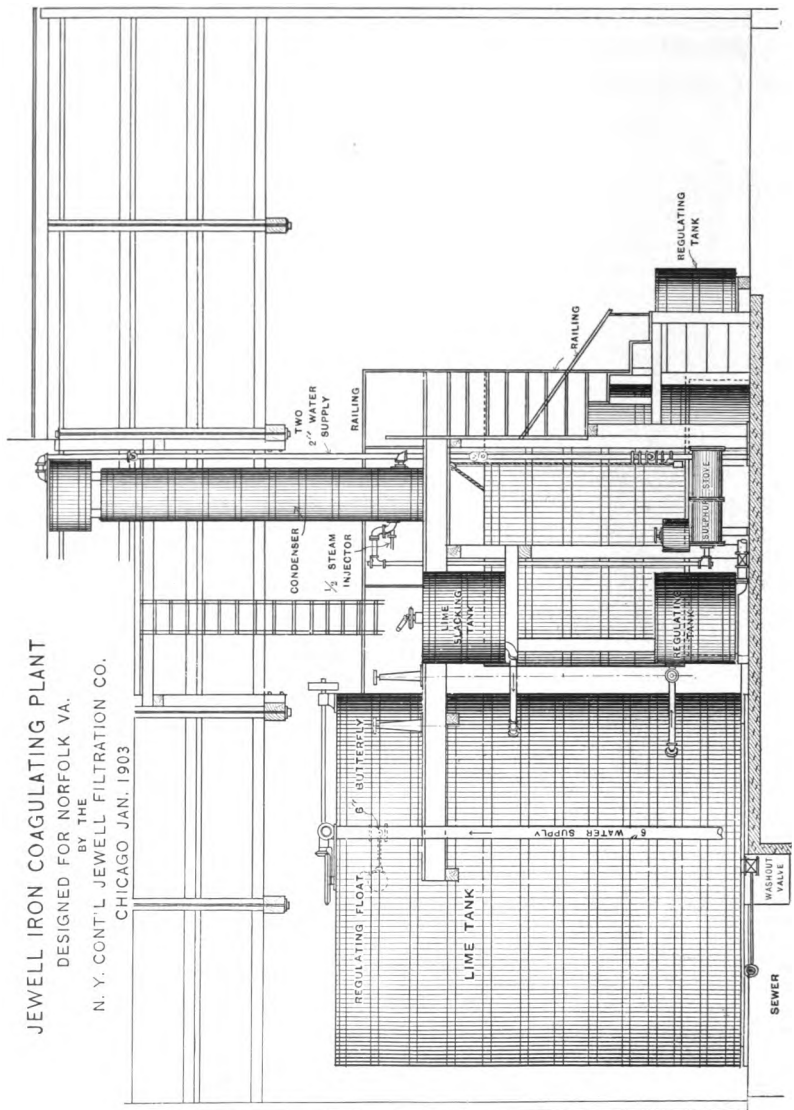 JEWELL IRON COAGULATING PLANT
DESIGNED FOR NORFOLK VA.
BY THE
N. Y. CONT'L JEWELL FILTRATION CO.
CHICAGO JAN. 1903
TWO
2" WATER
SUPPLY
RAILING
CONDENSER
1/2 STEAM
INJECTOR
REGULATING
TANK
RAILING
LIME
SLACKING
TANK
SULPHUR STOVE
REGULATING
TANK
REGULATING FLOAT
6" BUTTERFLY
6" WATER SUPPLY
LIME TANK
WASHOUT
VALVE
SEWER